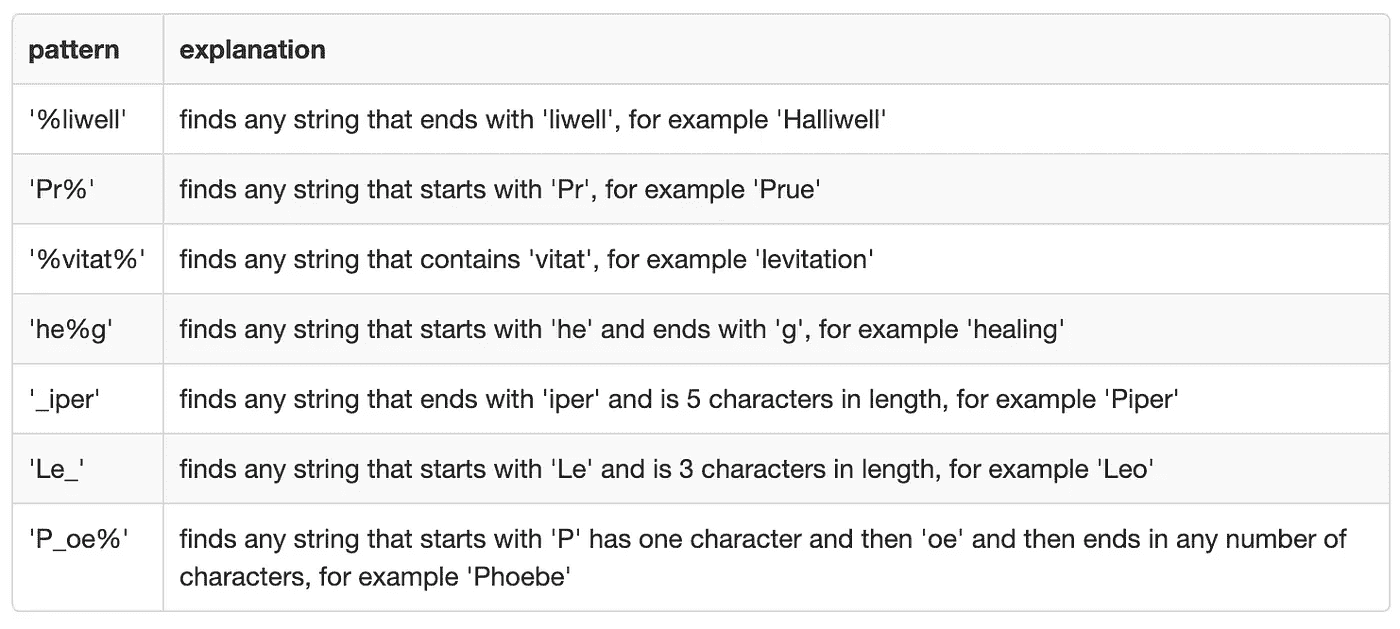 pattern explanation
'%liwell' finds any string that ends with 'liwell', for example 'Halliwell'
'Pr%' finds any string that starts with 'Pr', for example 'Prue'
'%vitat%' finds any string that contains 'vitat', for example 'levitation'
'he%g' finds any string that starts with 'he' and ends with 'g', for example 'healing'
'_iper' finds any string that ends with 'iper' and is 5 characters in length, for example 'Piper'
'Le_' finds any string that starts with 'Le' and is 3 characters in length, for example 'Leo'
'P_oe%' finds any string that starts with 'P' has one character and then 'oe' and then ends in any number of
characters, for example 'Phoebe'